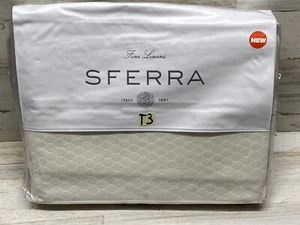 NEW
Fine Linens
SFERRA
ITALY 1891
T3